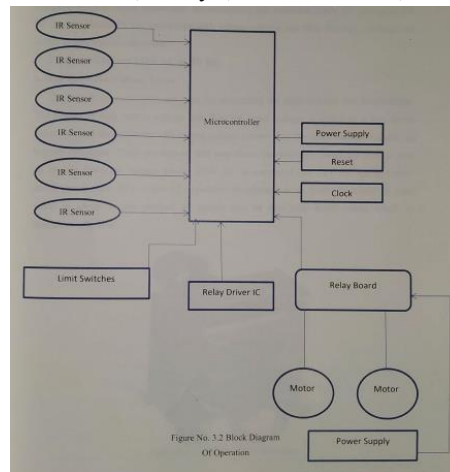 IR Sensor
IR Sensor
IR Sensor
IR Sensor
IR Sensor
IR Sensor
Microcontroller
Power Supply
Reset
Clock
Limit Switches
Relay Driver IC
Relay Board
Motor
Motor
Power Supply
Figure No. 3.2 Block Diagram
Of Operation